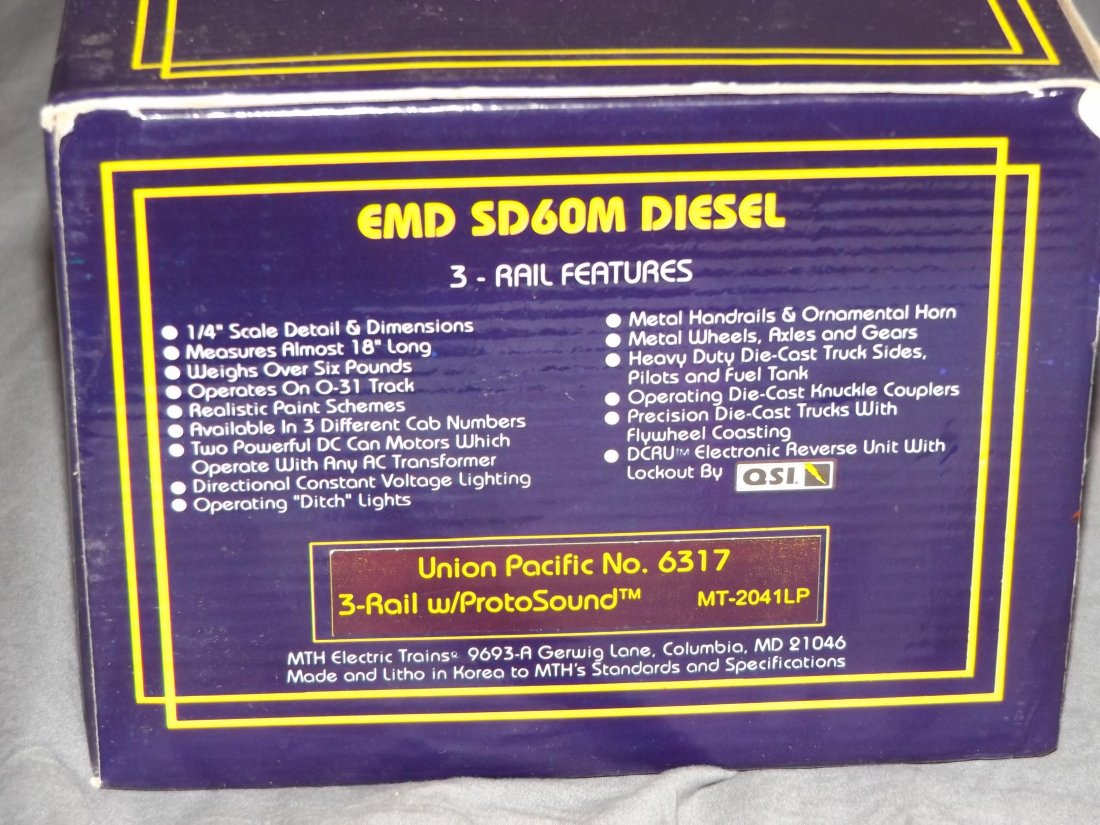 EMD SD60M DIESEL
3 - RAIL FEATURES
● 1/4" Scale Detail & Dimensions
● Measures Almost 18" Long
● Weighs Over Six Pounds
● Operates On O-31 Track
● Realistic Paint Schemes
● Available In 3 Different Cab Numbers
● Two Powerful DC Can Motors Which
Operate With Any AC Transformer
● Directional Constant Voltage Lighting
● Operating "Ditch" Lights
● Metal Handrails & Ornamental Horn
● Metal Wheels, Axles and Gears
● Heavy Duty Die-Cast Truck Sides,
Pilots and Fuel Tank
● Operating Die-Cast Knuckle Couplers
● Precision Die-Cast Trucks With
Flywheel Coasting
● DCRU™ Electronic Reverse Unit With
Lockout By QSI
Union Pacific No. 6317
3-Rail w/ProtoSound™ MT-2041LP
MTH Electric Trains® 9693-A Gerwig Lane, Columbia, MD 21046
Made and Litho in Korea to MTH's Standards and Specifications